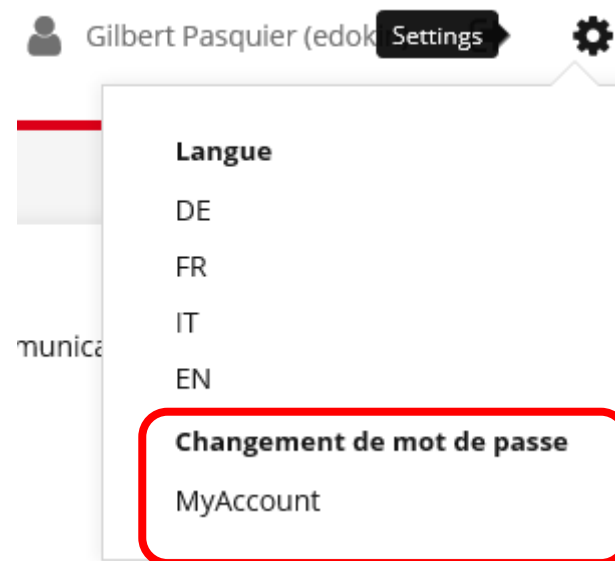 Gilbert Pasquier (edok Settings
Langue
DE
FR
IT
munica
EN
Changement de mot de passe
MyAccount